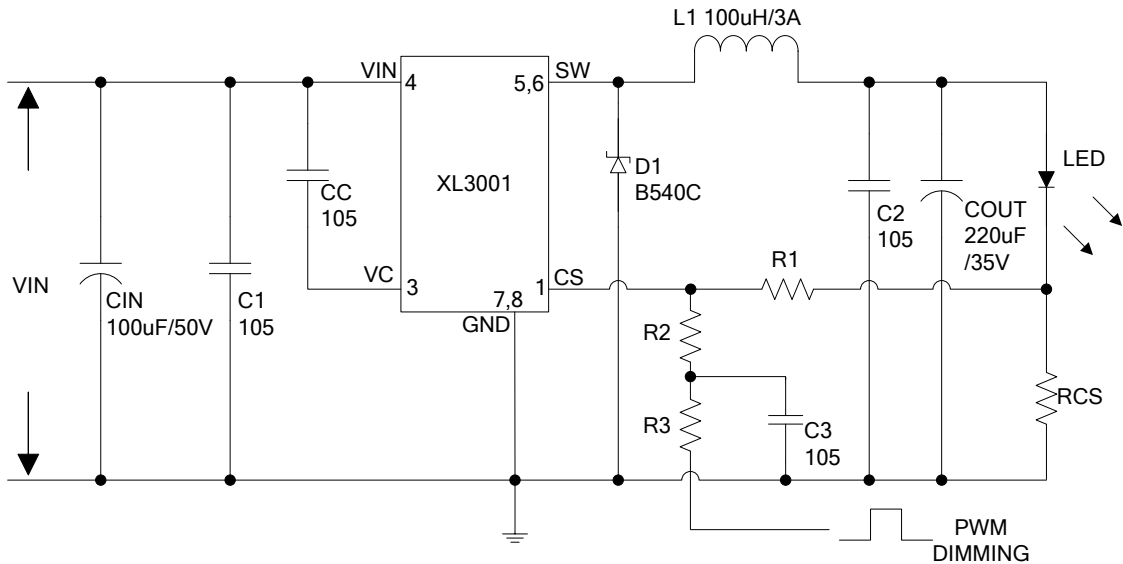 L1 100uH/3A
VIN
4
5,6
SW
XL3001
CC
105
D1
B540C
LED
C2
105
COUT
220uF
/35V
VC
3
1
CS
7,8
GND
R1
VIN
CIN
100uF/50V
C1
105
R2
R3
C3
105
RCS
PWM
DIMMING